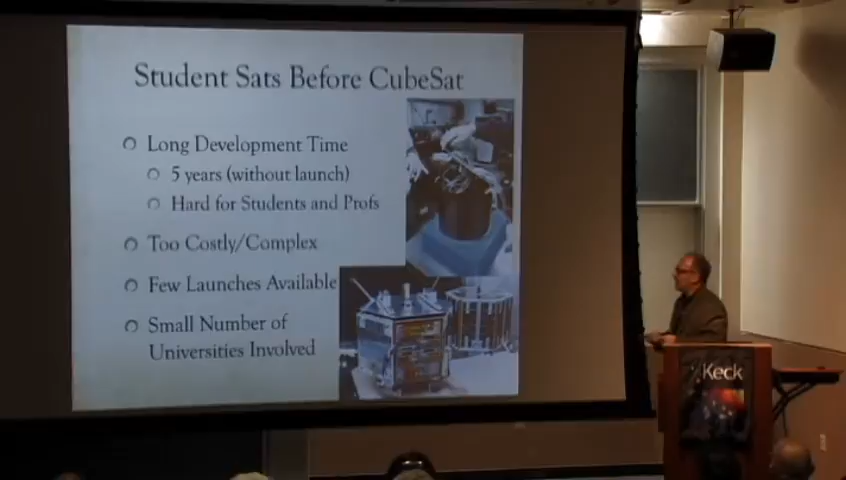 Student Sats Before CubeSat
Long Development Time
5 years (without launch)
Hard for Students and Profs
Too Costly/Complex
Few Launches Available
Small Number of
Universities Involved
Keck